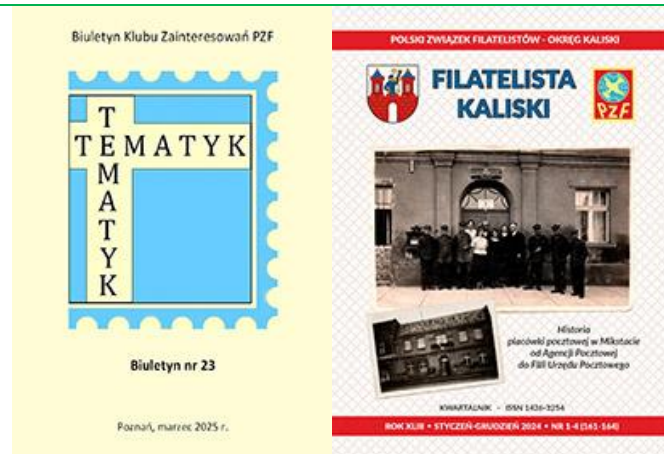 Biuletyn Klubu Zainteresowań PZF
TEMATYK
TEMATYK
Biuletyn nr 23
Poznań, marzec 2025 r.
POLSKI ZWIĄZEK FILATELISTÓW - OKRĘG KALISKI
FILATELISTA
KALISKI
PZF
Historia
placówki pocztowej w Mikstacie
od Agencji Pocztowej
do Filii Urzędu Pocztowego
KWARTALNIK - ISSN 1426-3254
ROK XLIII • STYCZEŃ-GRUDZIEŃ 2024 • NR 1-4 (161-164)